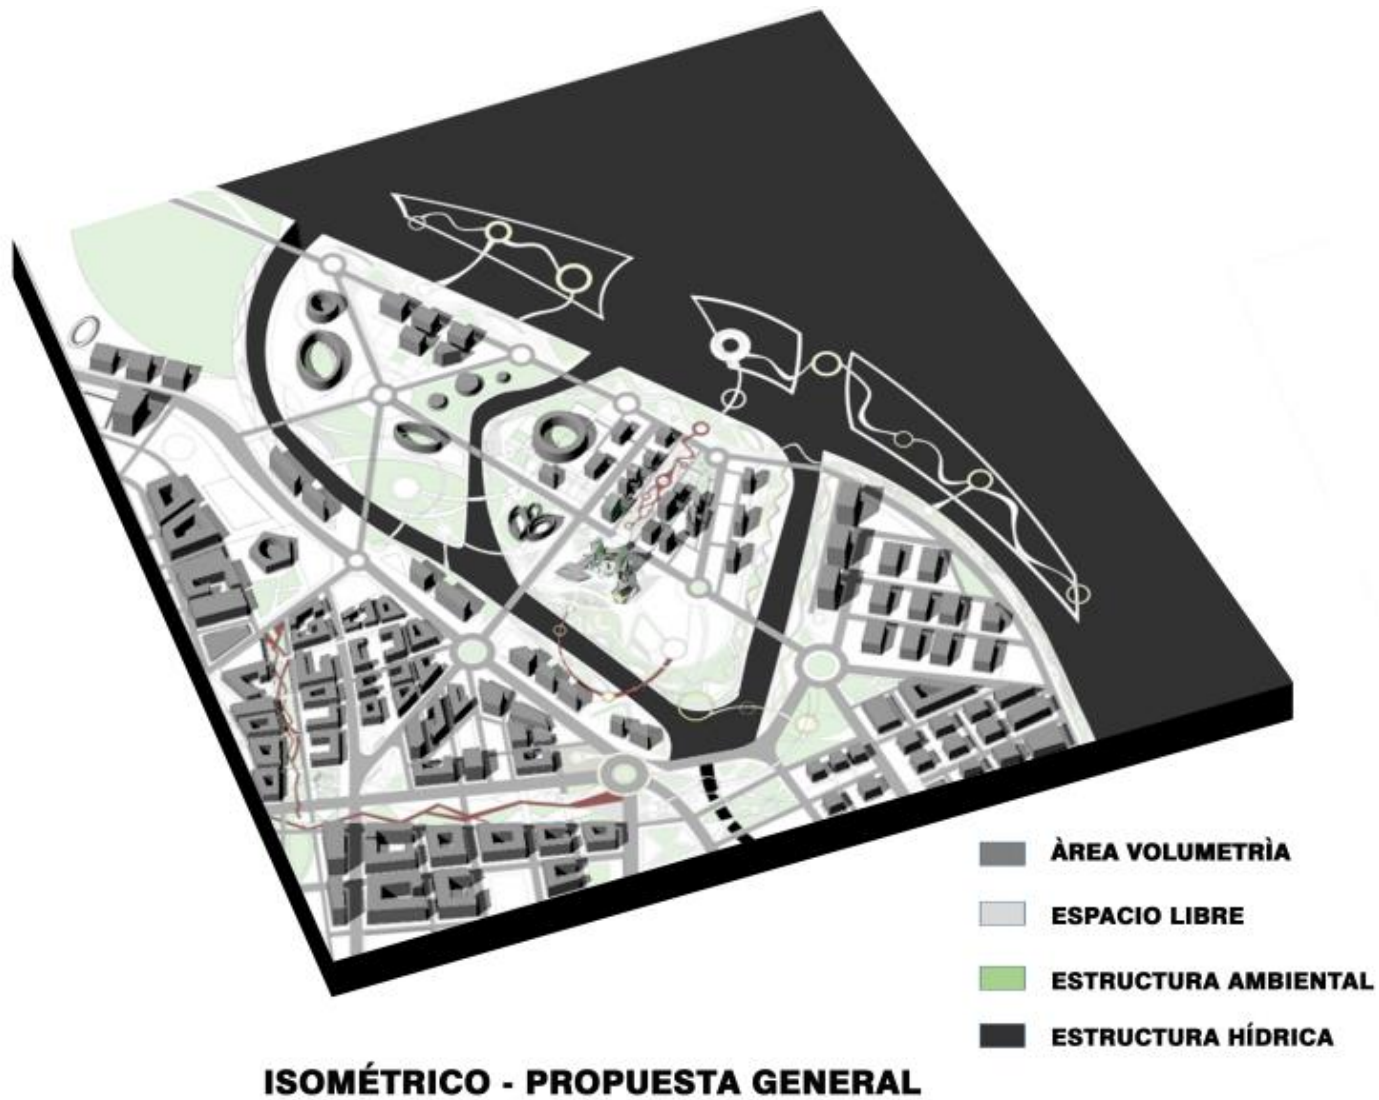 ÀREA VOLUMETRÌA
ESPACIO LIBRE
ESTRUCTURA AMBIENTAL
ESTRUCTURA HÍDRICA
ISOMÉTRICO - PROPUESTA GENERAL